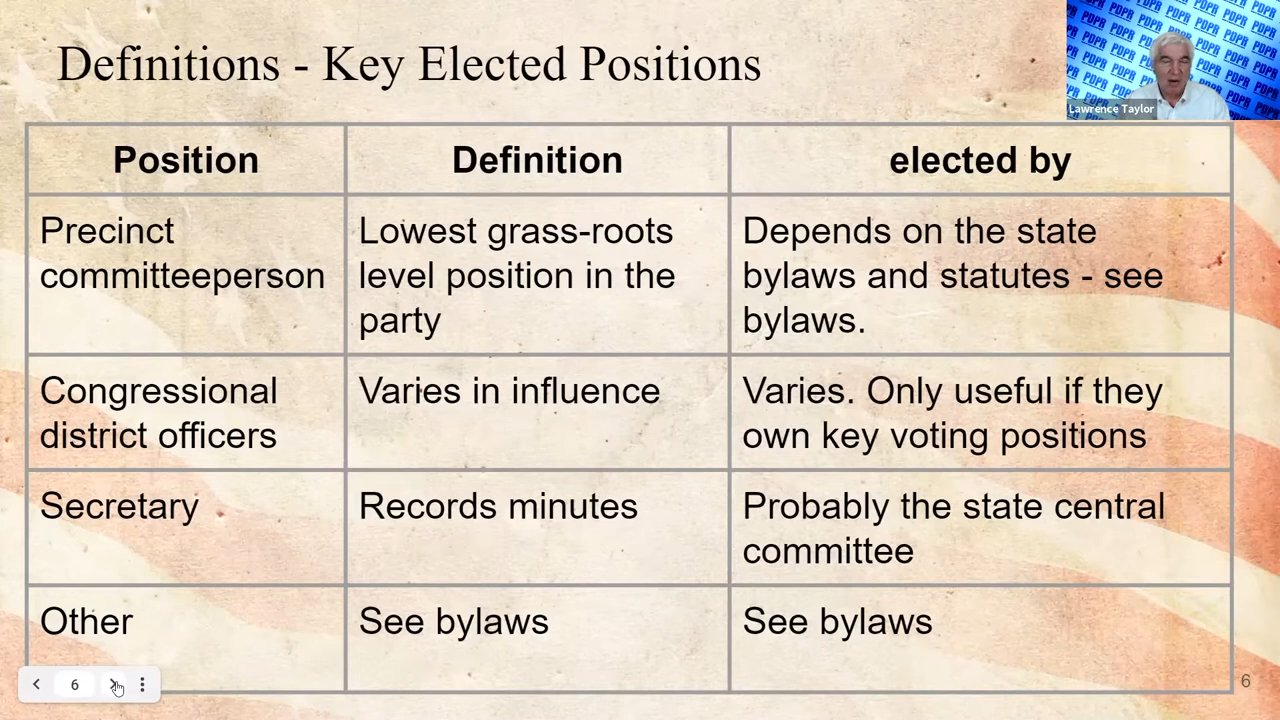 Definitions - Key Elected Positions
PDPR
Lawrence Taylor
Position
Definition
elected by
Precinct
committeeperson
Lowest grass-roots
level position in the
party
Depends on the state
bylaws and statutes - see
bylaws.
Congressional
district officers
Varies in influence
Varies. Only useful if they
own key voting positions
Secretary
Records minutes
Probably the state central
committee
Other
See bylaws
See bylaws
6
6